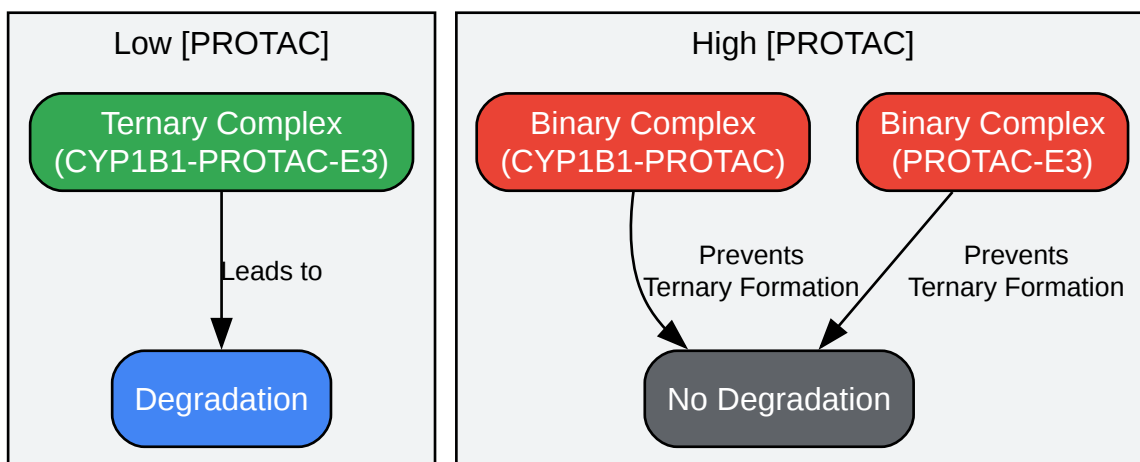 Low [PROTAC]
Ternary Complex
(CYP1B1-PROTAC-E3)
Leads to
Degradation
High [PROTAC]
Binary Complex
(CYP1B1-PROTAC)
Binary Complex
(PROTAC-E3)
Prevents
Ternary Formation
Prevents
Ternary Formation
No Degradation